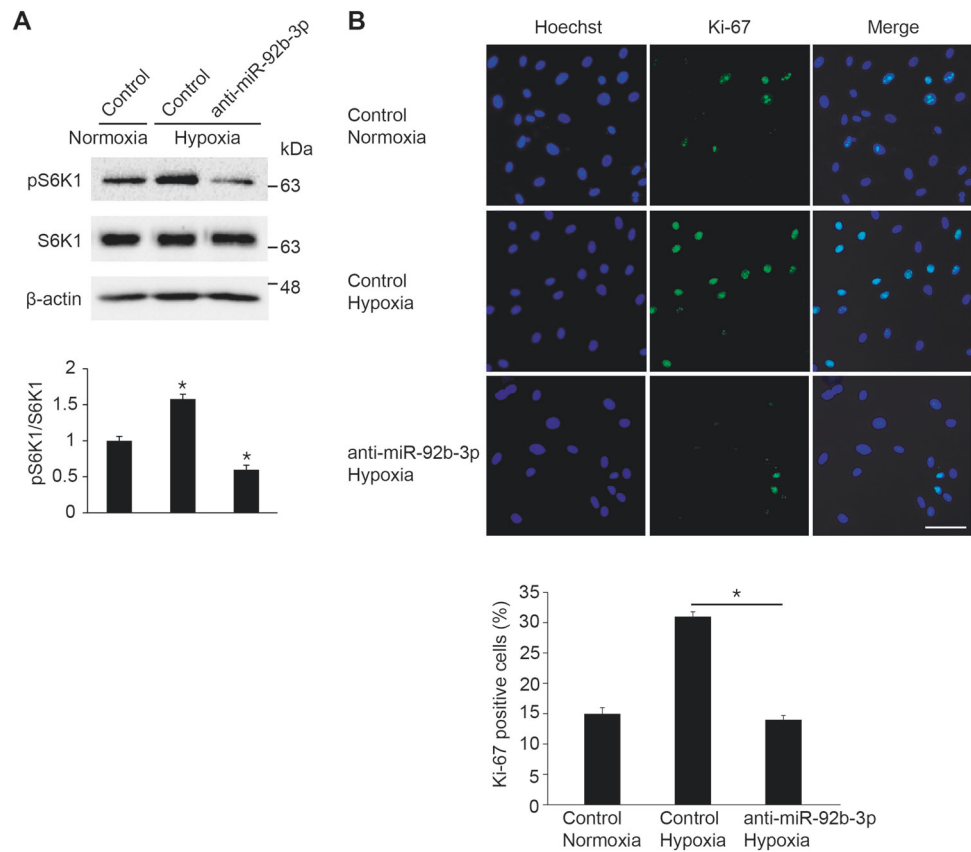 A
Control
Control
anti-miR-92b-3p
Normoxia
Hypoxia
kDa
pS6K1
63
S6K1
63
β-actin
48
pS6K1/S6K1
2
1.5
1
0.5
0
*
*
B
Hoechst
Ki-67
Merge
Control
Normoxia
Control
Hypoxia
anti-miR-92b-3p
Hypoxia
Ki-67 positive cells (%)
35
30
25
20
15
10
5
0
*
Control
Normoxia
Control
Hypoxia
anti-miR-92b-3p
Hypoxia